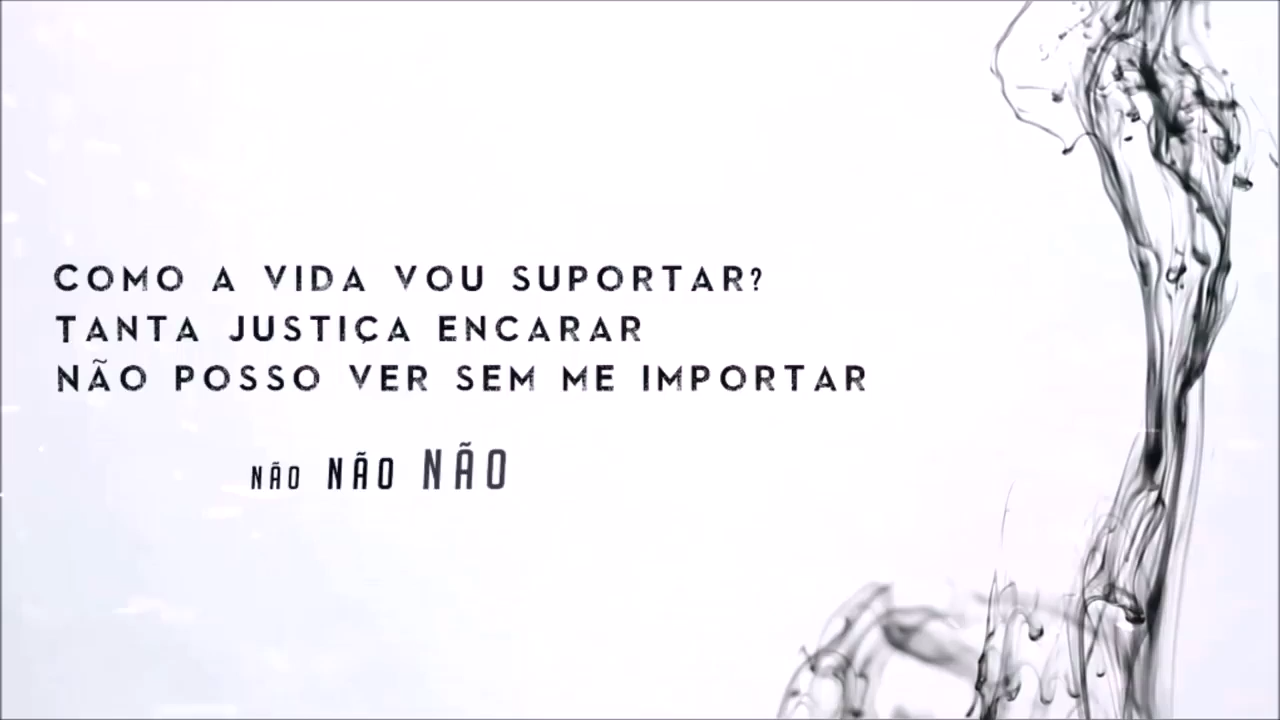 COMO A VIDA VOU SUPORTAR?
TANTA JUSTIÇA ENCARAR
NÃO POSSO VER SEM ME IMPORTAR
NÃO NÃO NÃO